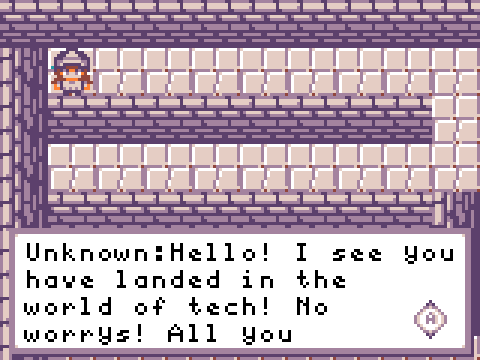 Unknown:Hello! I see you
have landed in the
world of tech! No
worrys! All you
A